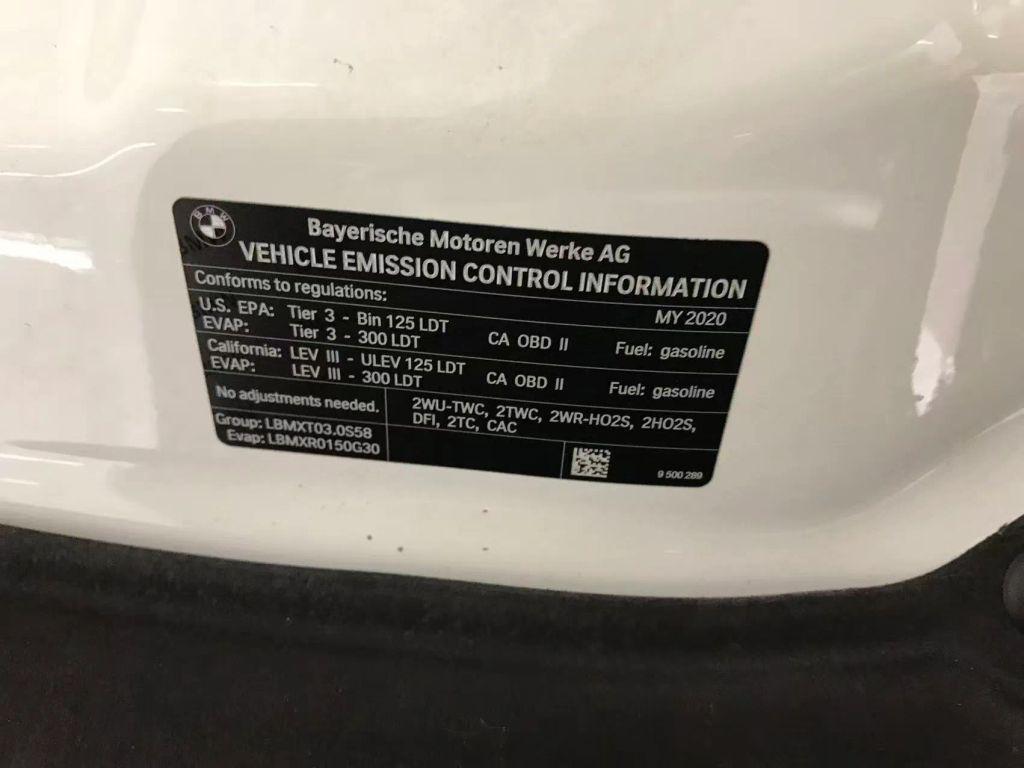 BMW
Bayerische Motoren Werke AG
VEHICLE EMISSION CONTROL INFORMATION
Conforms to regulations: MY 2020
U.S. EPA: Tier 3 - Bin 125 LDT
EVAP: Tier 3 - 300 LDT CA OBD II Fuel: gasoline
California: LEV III - ULEV 125 LDT
EVAP: LEV III - 300 LDT CA OBD II Fuel: gasoline
No adjustments needed.
Group: LBMXT03.0S58
Evap: LBMXR0150G30
2WU-TWC, 2TWC, 2WR-HO2S, 2HO2S,
DFI, 2TC, CAC
9 500 289